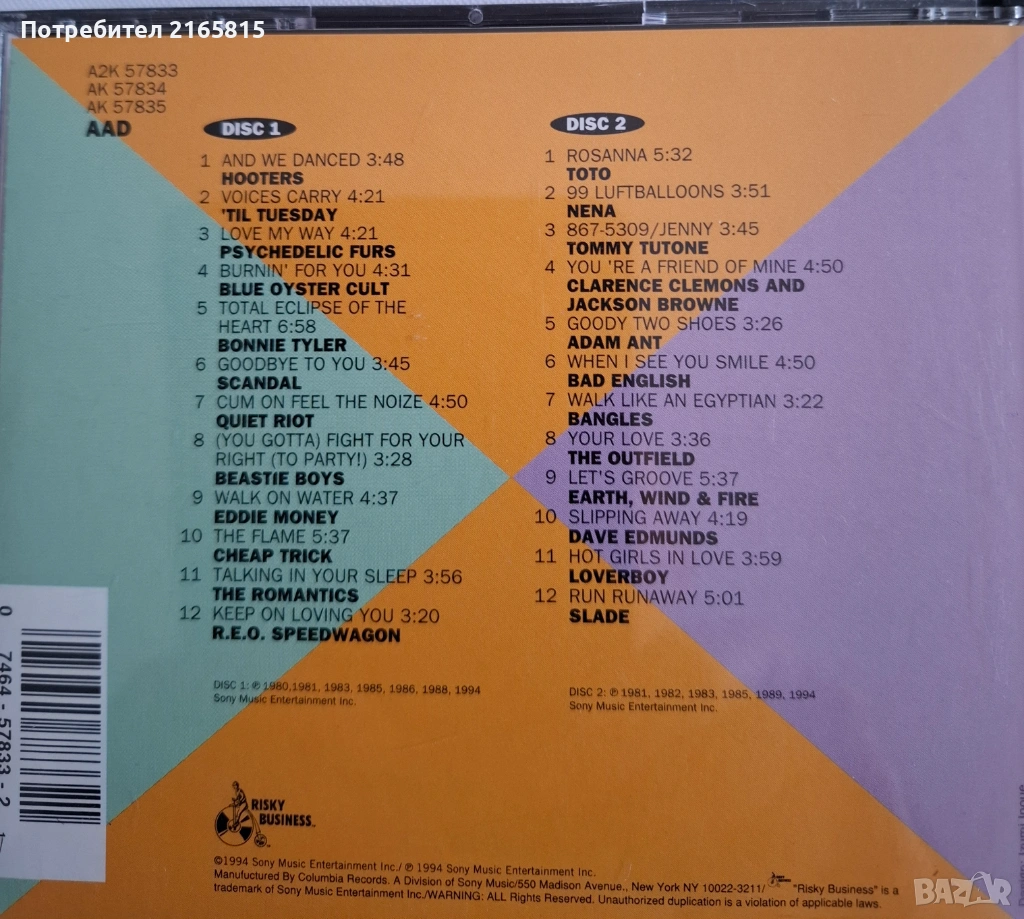 Потребител 2165815
A2K 57833
AK 57834
AK 57835
AAD
DISC 1
1 AND WE DANCED 3:48
HOOTERS
2 VOICES CARRY 4:21
'TIL TUESDAY
3 LOVE MY WAY 4:21
PSYCHEDELIC FURS
4 BURNIN' FOR YOU 4:31
BLUE OYSTER CULT
5 TOTAL ECLIPSE OF THE
HEART 6:58
BONNIE TYLER
6 GOODBYE TO YOU 3:45
SCANDAL
7 CUM ON FEEL THE NOIZE 4:50
QUIET RIOT
8 (YOU GOTTA) FIGHT FOR YOUR
RIGHT (TO PARTY!) 3:28
BEASTIE BOYS
9 WALK ON WATER 4:37
EDDIE MONEY
10 THE FLAME 5:37
CHEAP TRICK
11 TALKING IN YOUR SLEEP 3:56
THE ROMANTICS
12 KEEP ON LOVING YOU 3:20
R.E.O. SPEEDWAGON
DISC 1: ℗ 1980,1981, 1983, 1985, 1986, 1988, 1994
Sony Music Entertainment Inc.
DISC 2
1 ROSANNA 5:32
TOTO
2 99 LUFTBALLOONS 3:51
NENA
3 867-5309/JENNY 3:45
TOMMY TUTONE
4 YOU 'RE A FRIEND OF MINE 4:50
CLARENCE CLEMONS AND
JACKSON BROWNE
5 GOODY TWO SHOES 3:26
ADAM ANT
6 WHEN I SEE YOU SMILE 4:50
BAD ENGLISH
7 WALK LIKE AN EGYPTIAN 3:22
BANGLES
8 YOUR LOVE 3:36
THE OUTFIELD
9 LET'S GROOVE 5:37
EARTH, WIND & FIRE
10 SLIPPING AWAY 4:19
DAVE EDMUNDS
11 HOT GIRLS IN LOVE 3:59
LOVERBOY
12 RUN RUNAWAY 5:01
SLADE
DISC 2: ℗ 1981, 1982, 1983, 1985, 1989, 1994
Sony Music Entertainment Inc.
0 7464-57833-2
RISKY
BUSINESS™
©1994 Sony Music Entertainment Inc./ ℗ 1994 Sony Music Entertainment Inc.
Manufuctured By Columbia Records. A Division of Sony Music/550 Madison Avenue., New York NY 10022-3211/ "Risky Business" is a
trademark of Sony Music Entertainment Inc./WARNING: ALL Rights Reserved. Unauthorized duplication is a violation of applicable laws.
BAZAR